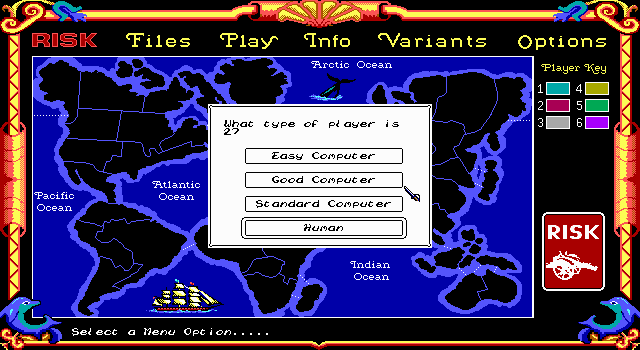 RISK Files Play Info Variants Options
Arctic Ocean
Player Key
1 4
2 5
3 6
What type of player is
2?
Easy Computer
Good Computer
Standard Computer
Human
Pacific
Ocean
Atlantic
Ocean
Indian
Ocean
RISK
Select a Menu Option.....